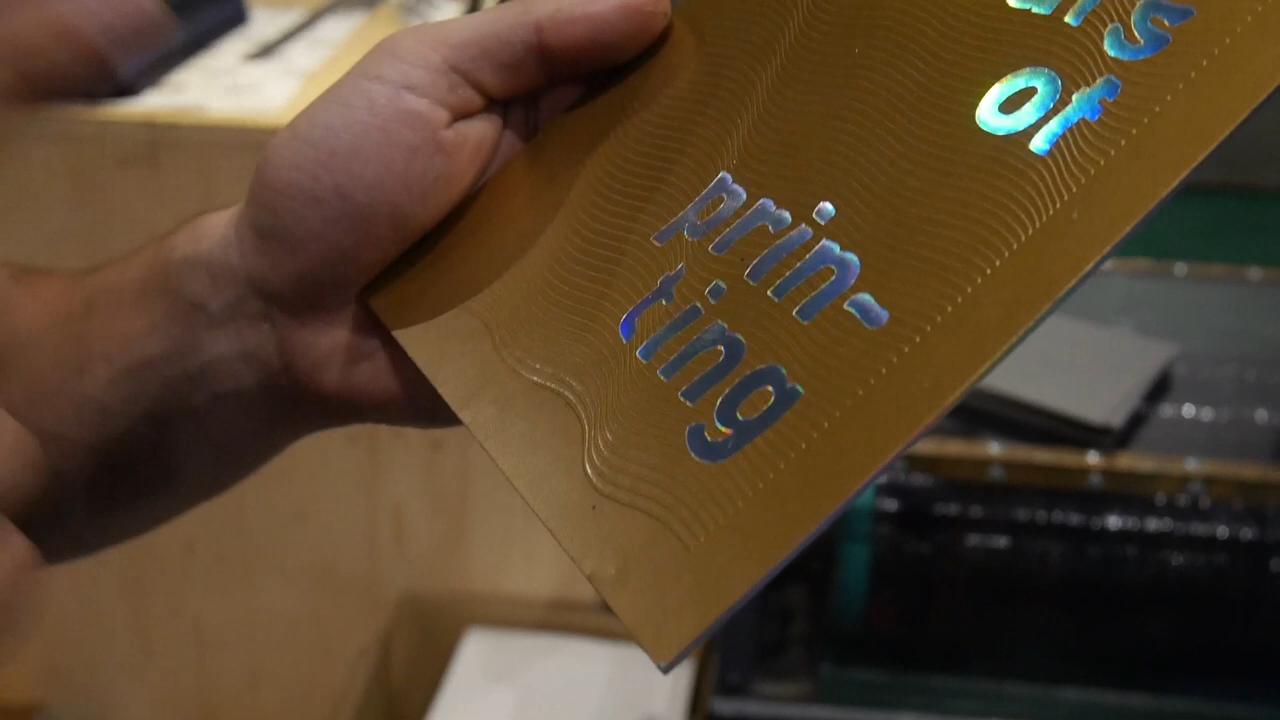 of
prin-
ting